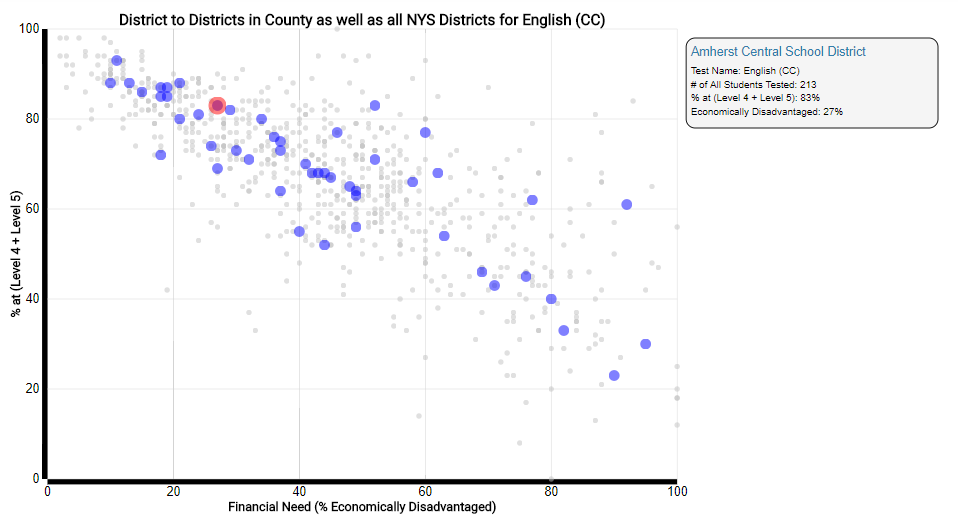 District to Districts in County as well as all NYS Districts for English (CC)
Amherst Central School District
Test Name: English (CC)
# of All Students Tested: 213
% at (Level 4 + Level 5): 83%
Economically Disadvantaged: 27%
% at (Level 4 + Level 5)
100
80
60
40
20
0
0 20 40 60 80 100
Financial Need (% Economically Disadvantaged)